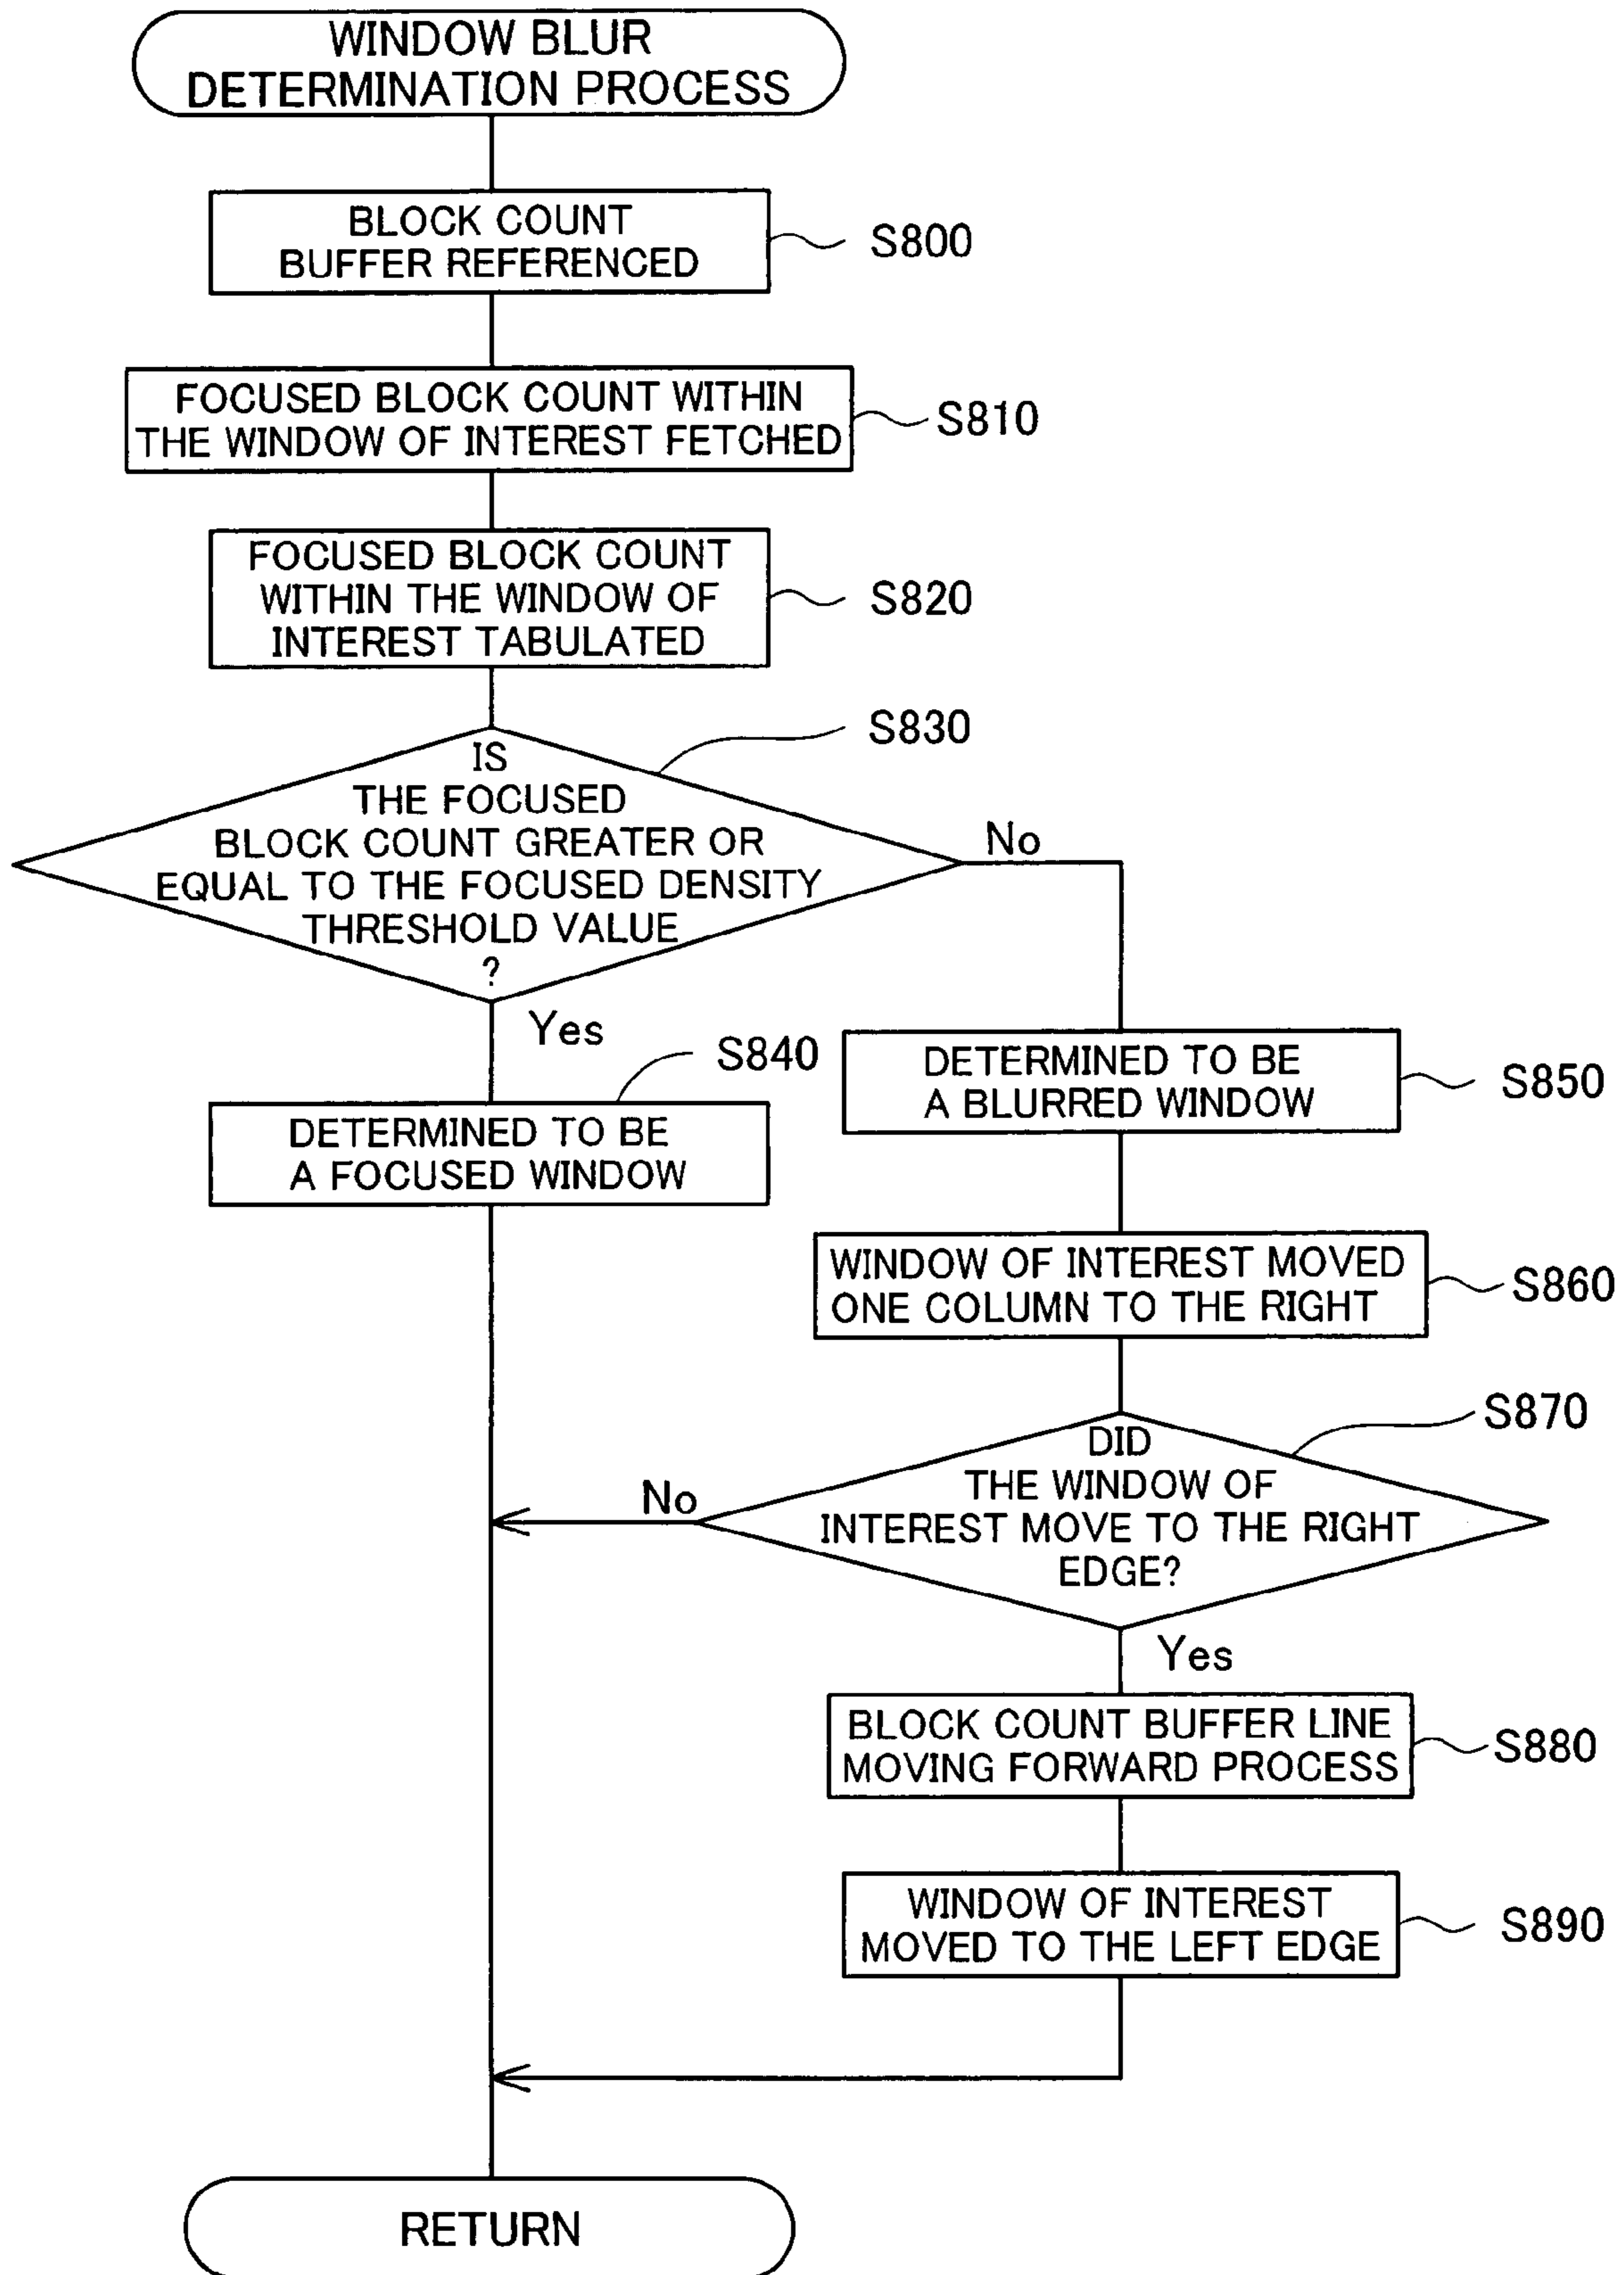 WINDOW BLUR
DETERMINATION PROCESS
BLOCK COUNT
BUFFER REFERENCED
S800
FOCUSED BLOCK COUNT WITHIN
THE WINDOW OF INTEREST FETCHED
S810
FOCUSED BLOCK COUNT
WITHIN THE WINDOW OF
INTEREST TABULATED
S820
S830
IS
THE FOCUSED
BLOCK COUNT GREATER OR
EQUAL TO THE FOCUSED DENSITY
THRESHOLD VALUE
?
No
Yes
S840
DETERMINED TO BE
A FOCUSED WINDOW
DETERMINED TO BE
A BLURRED WINDOW
S850
WINDOW OF INTEREST MOVED
ONE COLUMN TO THE RIGHT
S860
S870
DID
THE WINDOW OF
INTEREST MOVE TO THE RIGHT
EDGE?
No
Yes
BLOCK COUNT BUFFER LINE
MOVING FORWARD PROCESS
S880
WINDOW OF INTEREST
MOVED TO THE LEFT EDGE
S890
RETURN